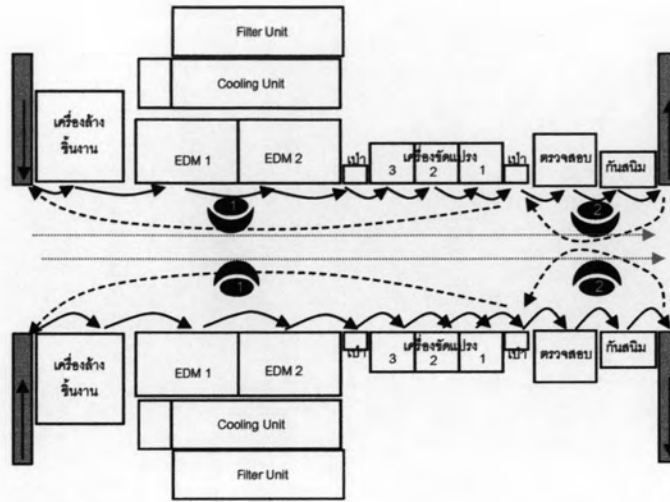 Filter Unit
Cooling Unit
เครื่องล้าง
ชิ้นงาน
EDM 1
EDM 2
เป่า
เครื่องขัดแปรง
3
2
1
เป่า
ตรวจสอบ
กันสนิม
1
2
1
2
เครื่องล้าง
ชิ้นงาน
EDM 1
EDM 2
เป่า
เครื่องขัดแปรง
3
2
1
เป่า
ตรวจสอบ
กันสนิม
Cooling Unit
Filter Unit